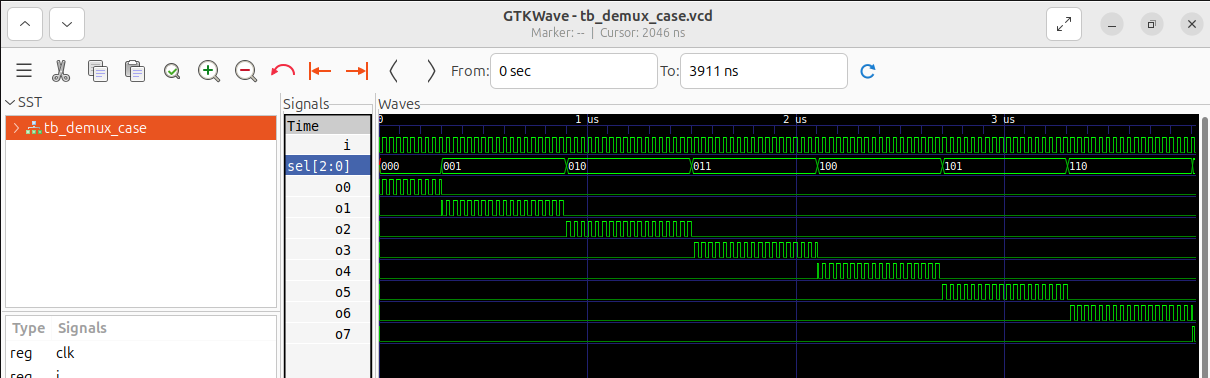 GTKWave - tb_demux_case.vcd
Marker: -- | Cursor: 2046 ns
From: 0 sec To: 3911 ns
SST
tb_demux_case
Type Signals
reg clk
reg i
Signals
Time
i
sel[2:0]
o0
o1
o2
o3
o4
o5
o6
o7
Waves
0 1 us 2 us 3 us
000 001 010 011 100 101 110